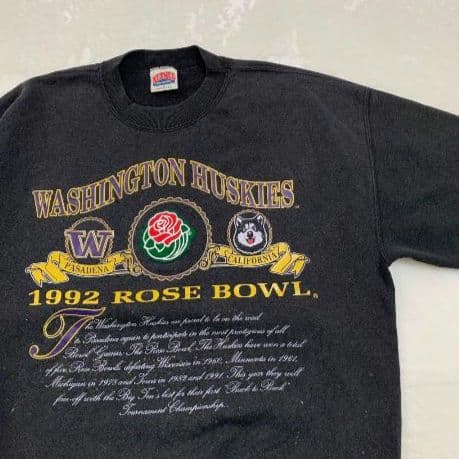 NUTMEG
WASHINGTON HUSKIES
W
PASADENA
CALIFORNIA
1992 ROSE BOWL®
The Washington Huskies are proud to be on the road
to Pasadena again to participate in the most prestigious of all
Bowl Games. The Rose Bowl. The Huskies have won a total
of five Rose Bowls, defeating Wisconsin in 1960, Minnesota in 1961,
Michigan in 1978 and Iowa in 1982 and 1991. This year they will
face-off with the Big Ten's best for their first "Back to Back"
Tournament Championship.